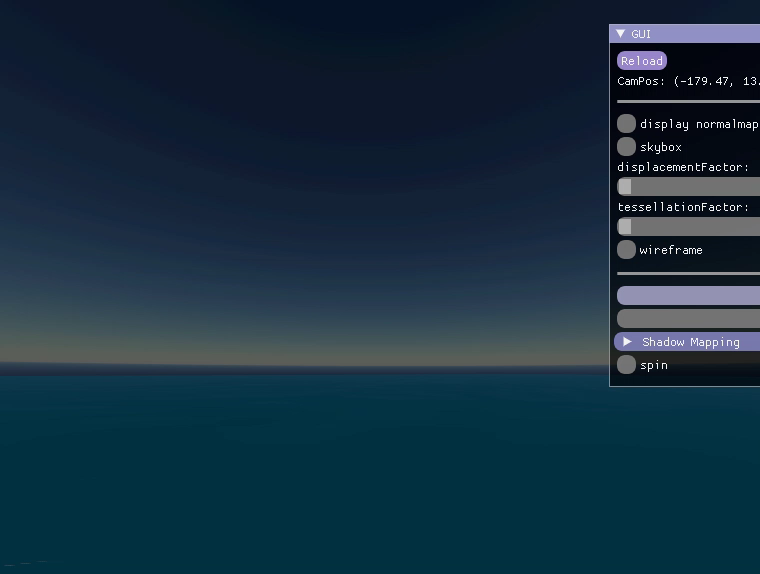 GUI
Reload
CamPos: (-179.47, 13.
display normalmap
skybox
displacementFactor:
tessellationFactor:
wireframe
Shadow Mapping
spin